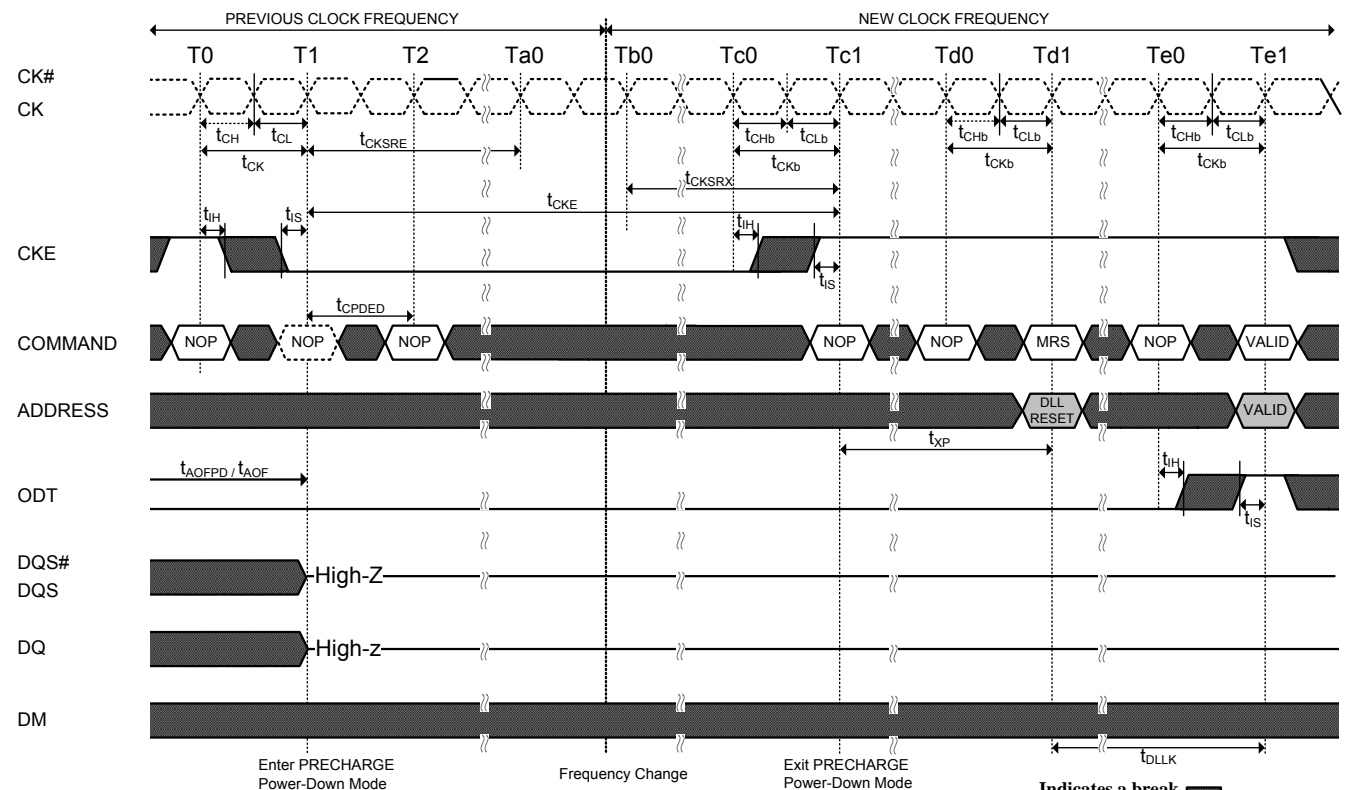 PREVIOUS CLOCK FREQUENCY NEW CLOCK FREQUENCY
T0 T1 T2 Ta0 Tb0 Tc0 Tc1 Td0 Td1 Te0 Te1
CK#
CK
tCH tCL tCHb tCLb tCHb tCLb tCHb tCLb
tCK tCKSRE tCKb tCKb tCKb
tCKSRX
tCKE
tIH tIS tIH
CKE
tIS
tCPDED
COMMAND NOP NOP NOP NOP NOP MRS NOP VALID
ADDRESS DLL RESET VALID
tXP
tAOFPD / tAOF tIH
ODT
tIS
DQS#
DQS High-Z
DQ High-z
DM
tDLLK
Enter PRECHARGE
Power-Down Mode
Frequency Change
Exit PRECHARGE
Power-Down Mode
Indicates a break